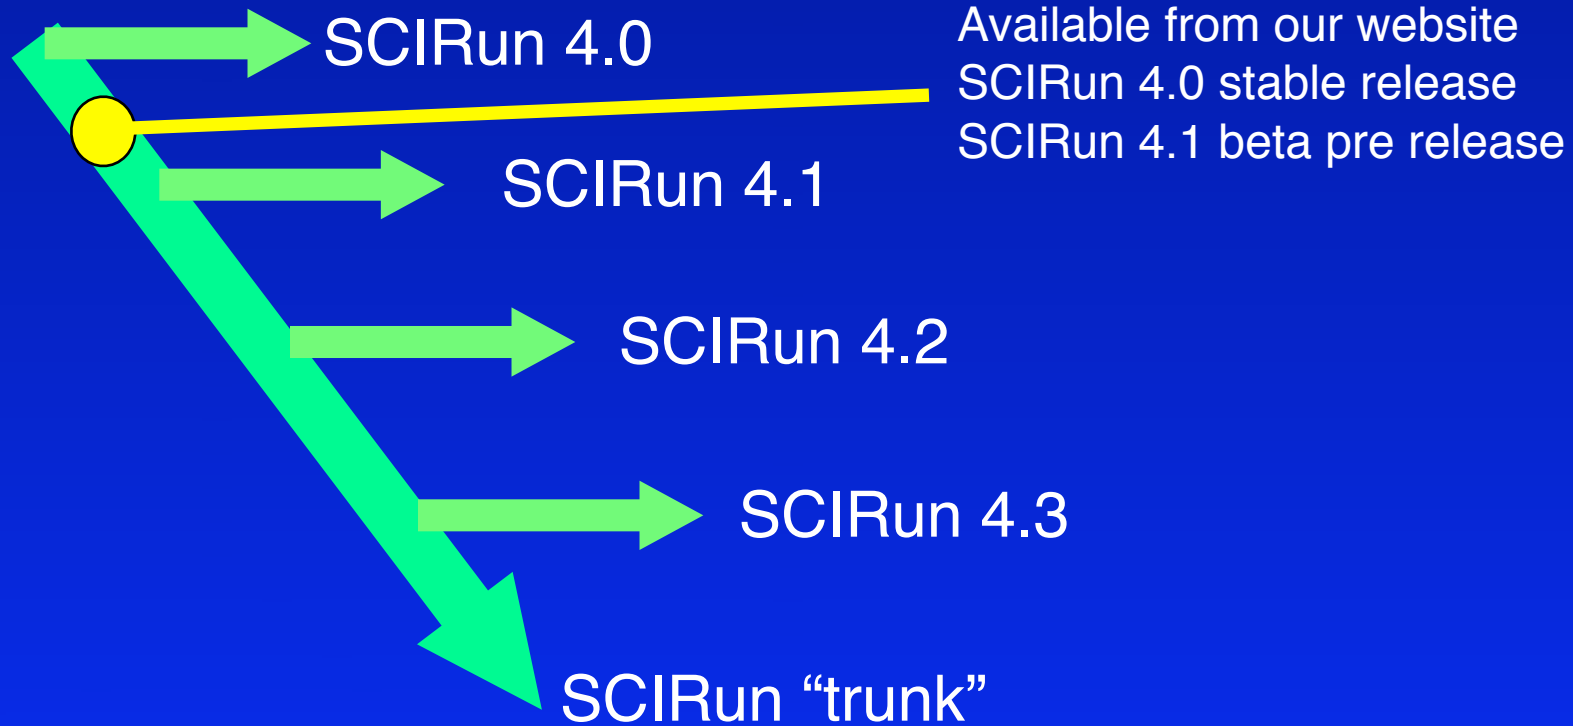 SCIRun 4.0
Available from our website
SCIRun 4.0 stable release
SCIRun 4.1 beta pre release
SCIRun 4.1
SCIRun 4.2
SCIRun 4.3
SCIRun “trunk”